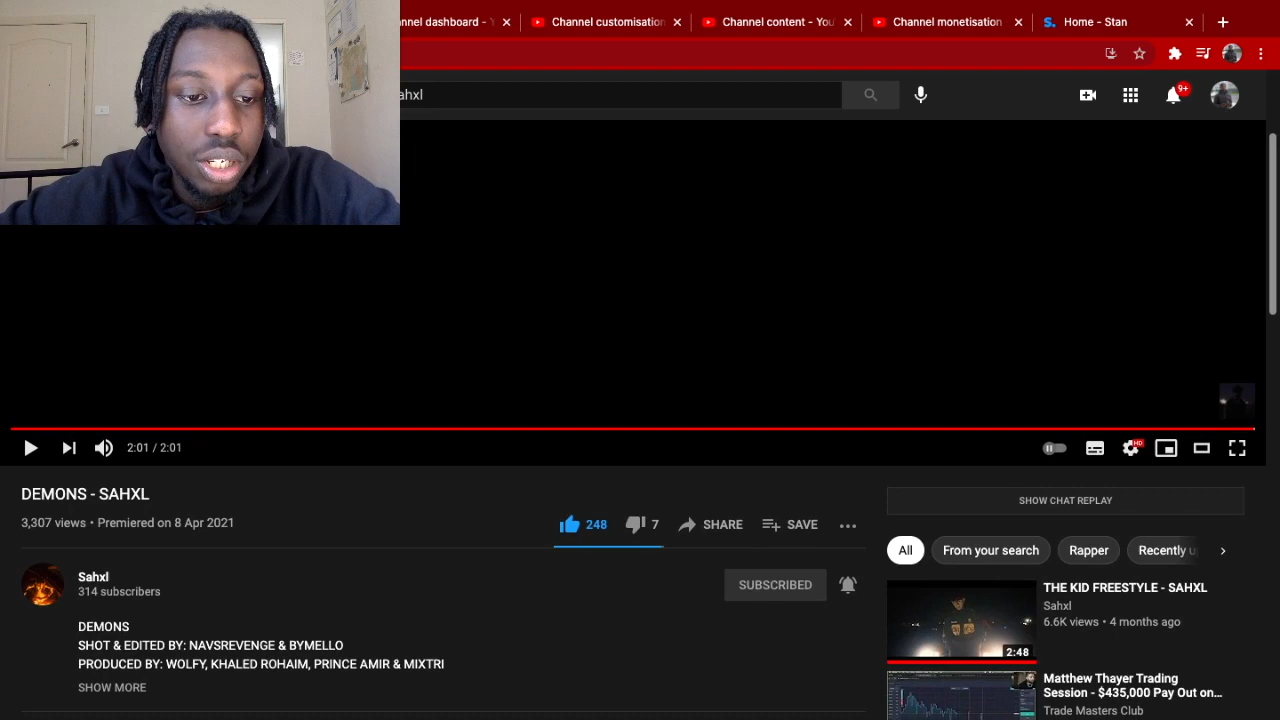 nnel dashboard - Y
Channel customisation
Channel content - You
Channel monetisation
Home - Stan
ahxl
9+
2:01 / 2:01
HD
DEMONS - SAHXL
3,307 views • Premiered on 8 Apr 2021
248
7
SHARE
SAVE
SHOW CHAT REPLAY
All
From your search
Rapper
Recently u
Sahxl
314 subscribers
SUBSCRIBED
DEMONS
SHOT & EDITED BY: NAVSREVENGE & BYMELLO
PRODUCED BY: WOLFY, KHALED ROHAIM, PRINCE AMIR & MIXTRI
SHOW MORE
THE KID FREESTYLE - SAHXL
Sahxl
6.6K views • 4 months ago
2:48
Matthew Thayer Trading
Session - $435,000 Pay Out on...
Trade Masters Club